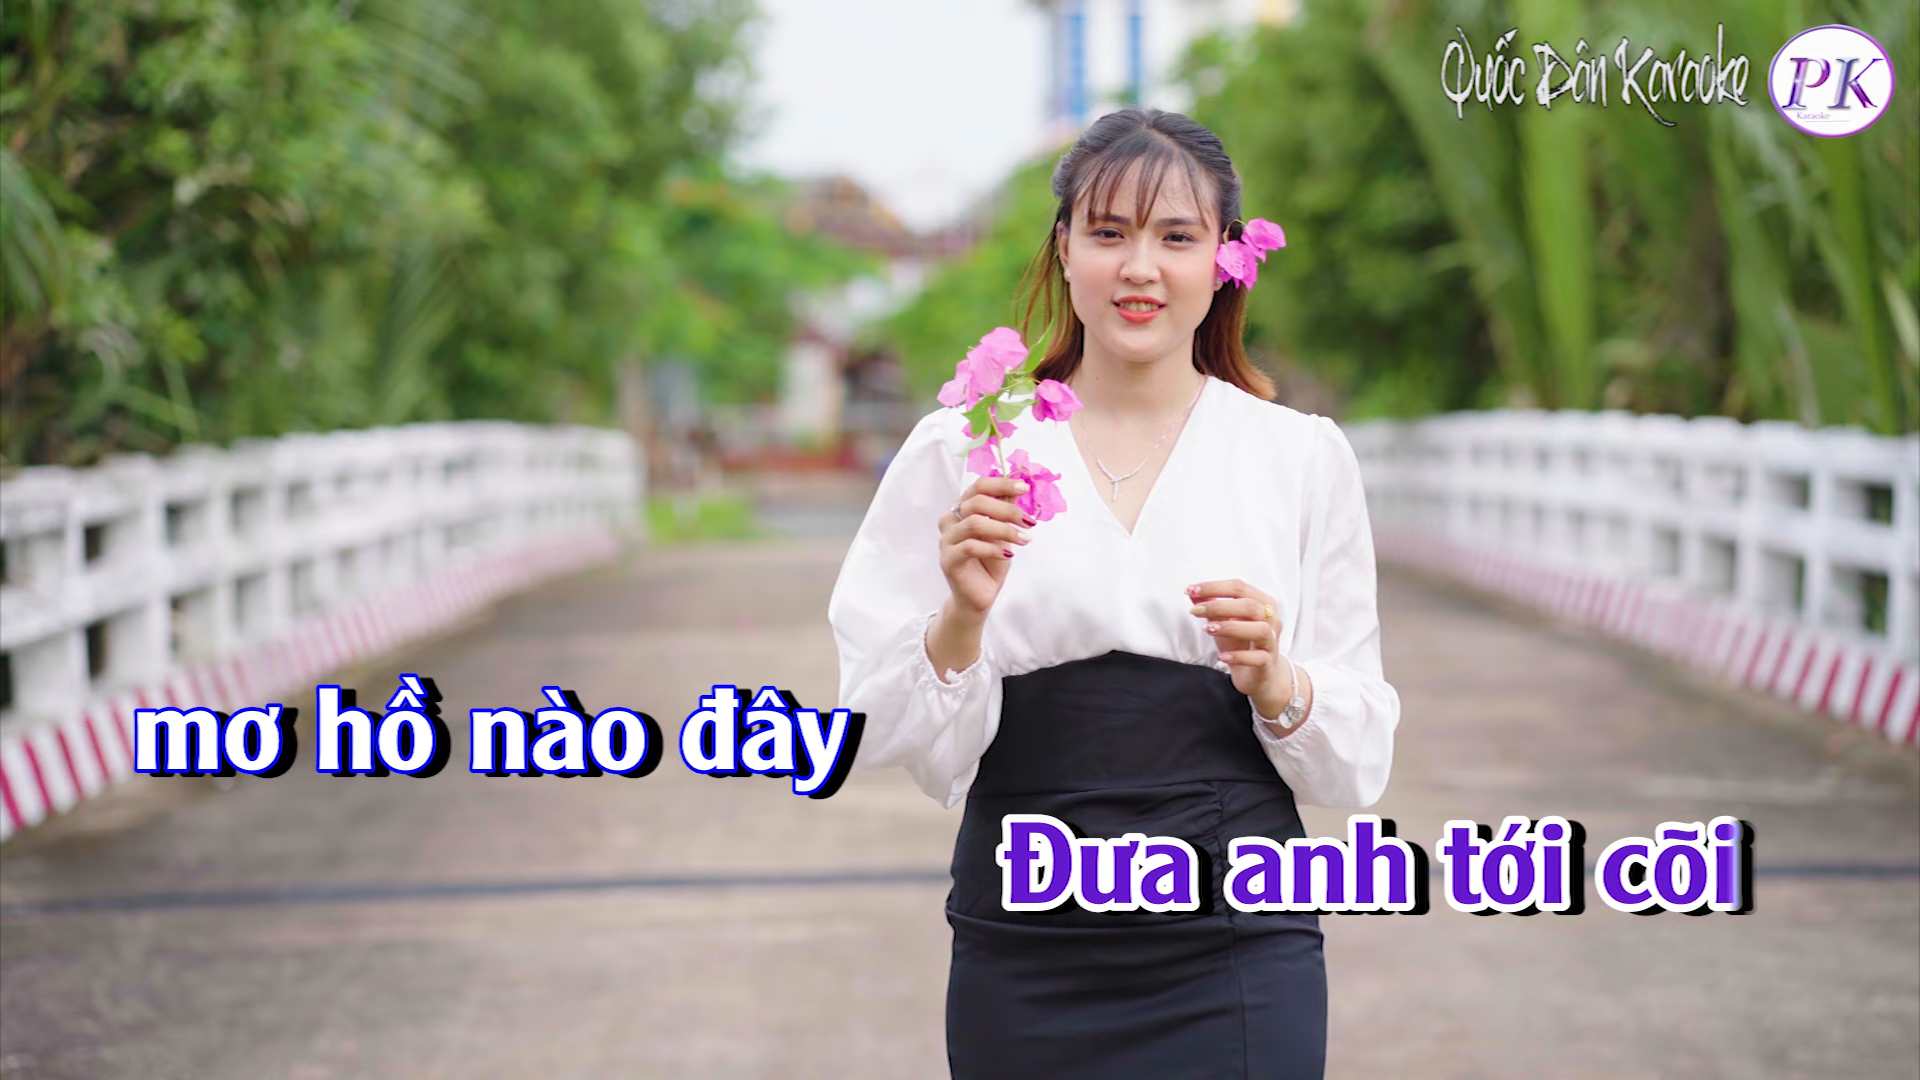 Quốc Dân Karaoke
PK
Karaoke
mơ hồ nào đây
Đưa anh tới cõi